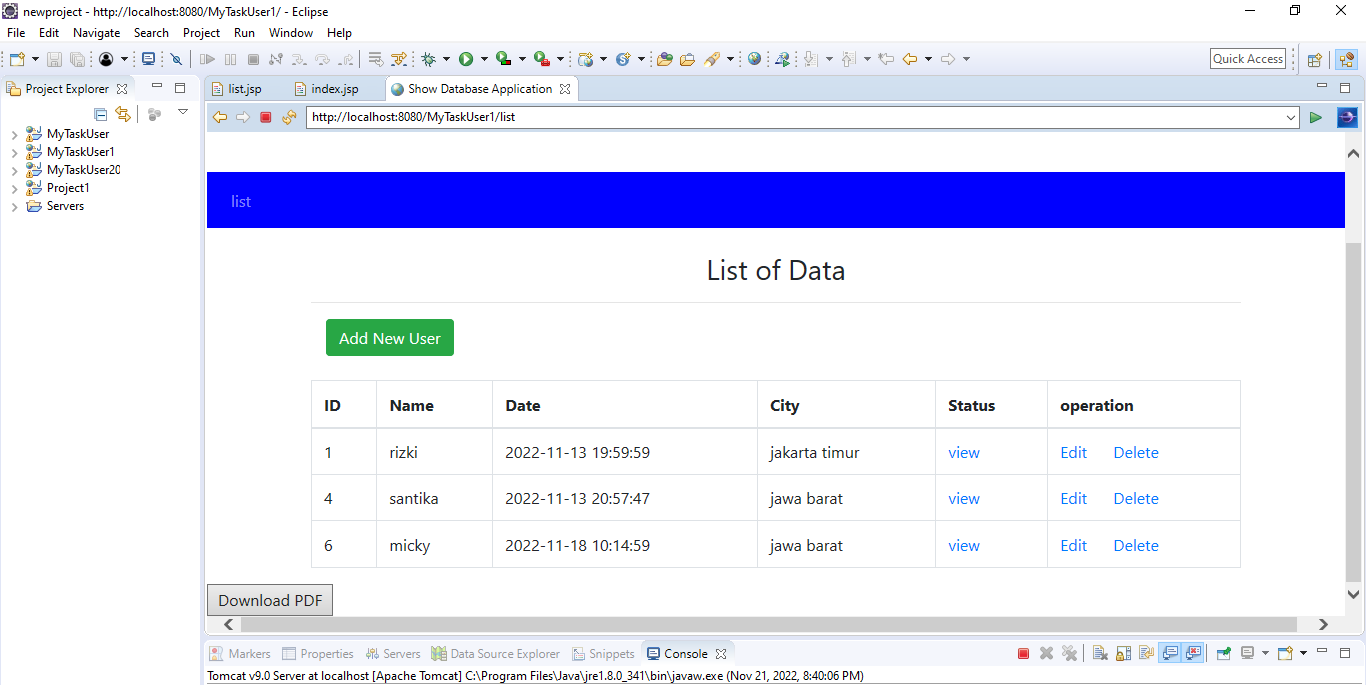 newproject - http://localhost:8080/MyTaskUser1/ - Eclipse
File Edit Navigate Search Project Run Window Help
Quick Access
Project Explorer
list.jsp index.jsp Show Database Application
http://localhost:8080/MyTaskUser1/list
MyTaskUser
MyTaskUser1
MyTaskUser20
Project1
Servers
list
List of Data
Add New User
ID Name Date City Status operation
1 rizki 2022-11-13 19:59:59 jakarta timur view Edit Delete
4 santika 2022-11-13 20:57:47 jawa barat view Edit Delete
6 micky 2022-11-18 10:14:59 jawa barat view Edit Delete
Download PDF
Markers Properties Servers Data Source Explorer Snippets Console
Tomcat v9.0 Server at localhost [Apache Tomcat] C:\Program Files\Java\jre1.8.0_341\bin\javaw.exe (Nov 21, 2022, 8:40:06 PM)